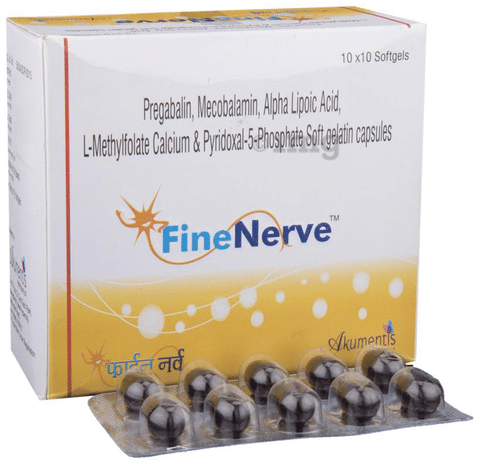 10 x10 Softgels
Pregabalin, Mecobalamin, Alpha Lipoic Acid,
L-Methylfolate Calcium & Pyridoxal-5-Phosphate Soft gelatin capsules
FineNerve™
Akumentis
फाईन नर्व